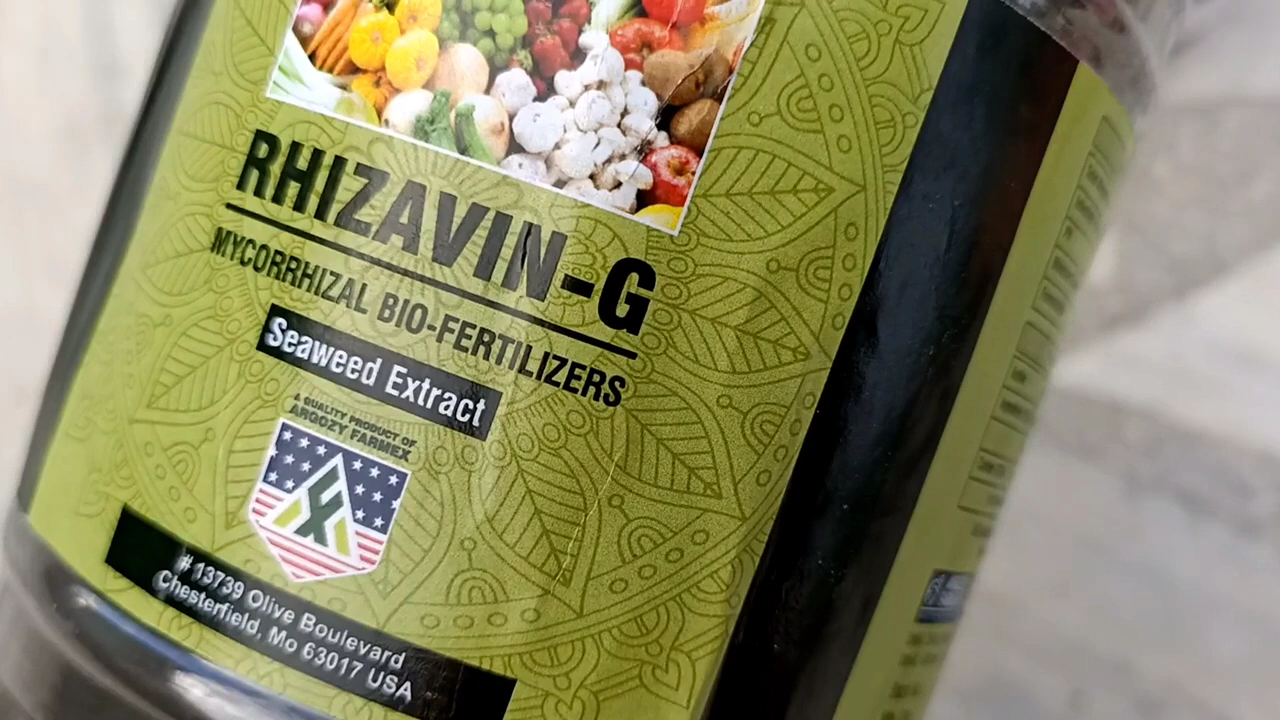 RHIZAVIN-G
MYCORRHIZAL BIO-FERTILIZERS
Seaweed Extract
A QUALITY PRODUCT OF
ARGOZY FARMEX
#13739 Olive Boulevard
Chesterfield, Mo 63017 USA